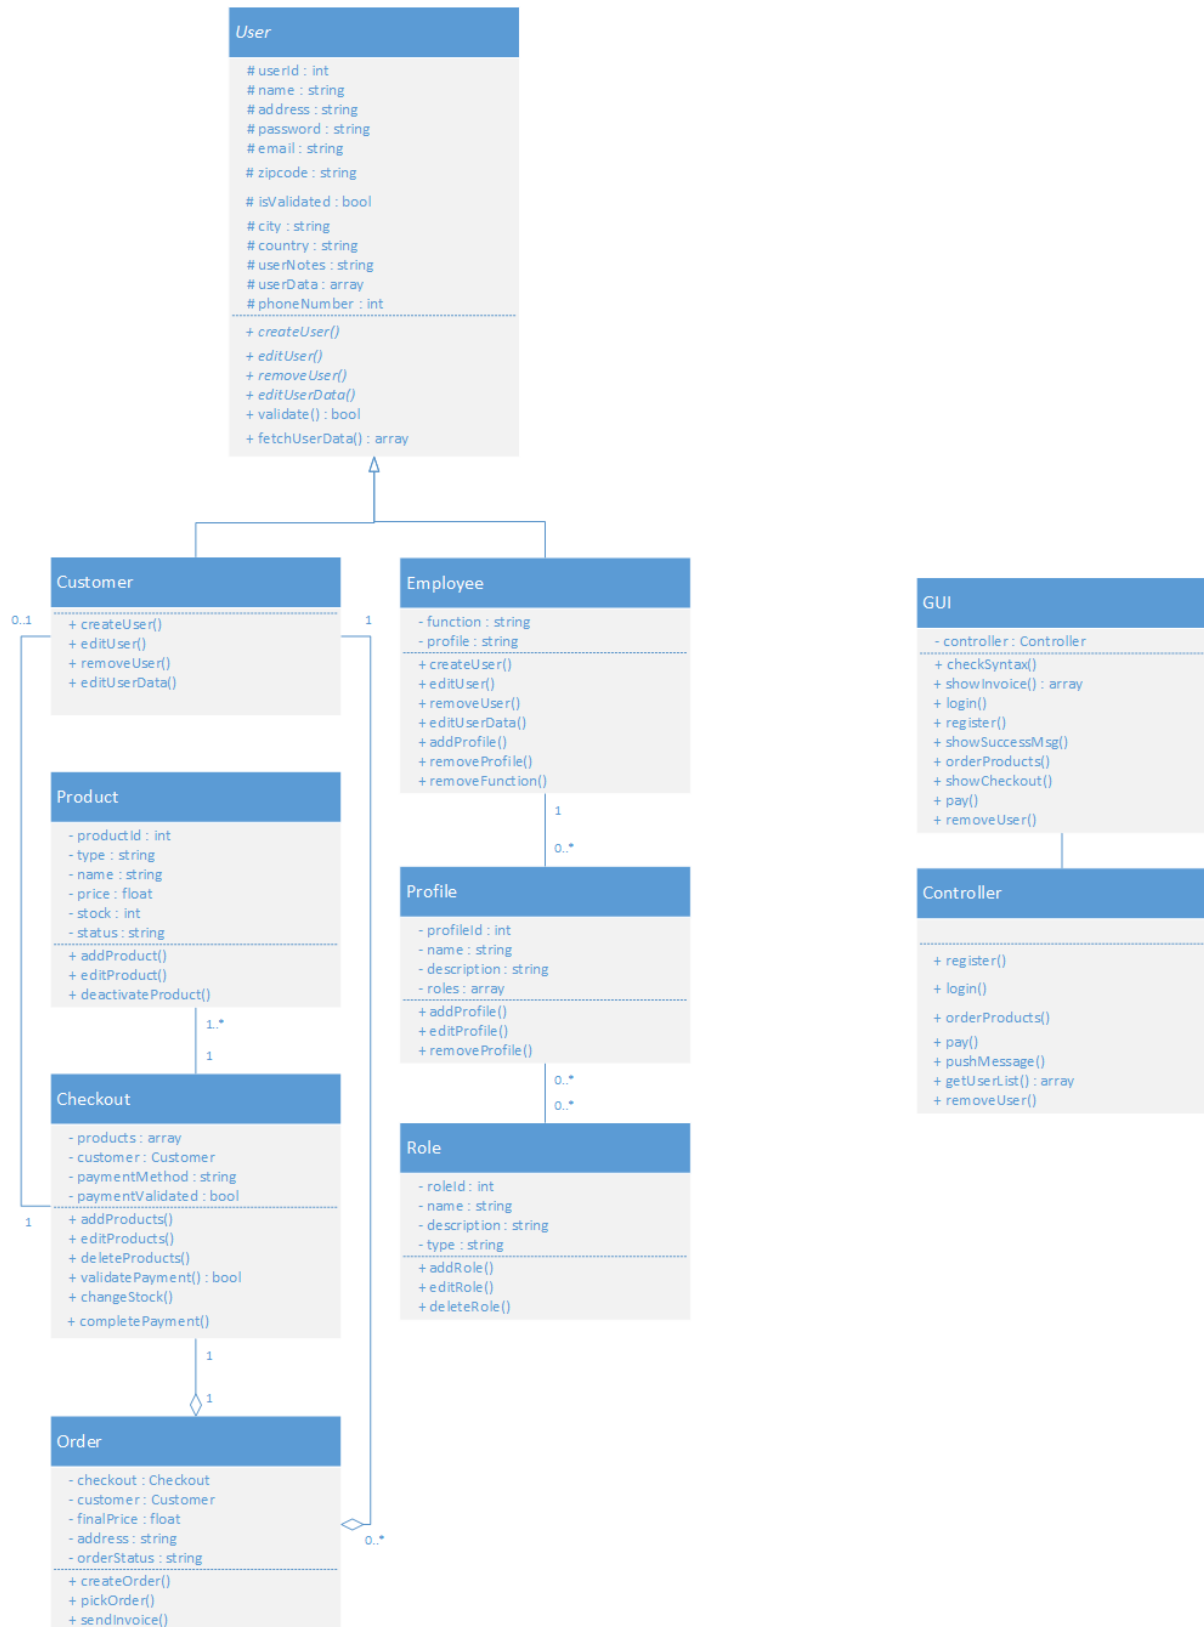 User
# userId : int
# name : string
# address : string
# password : string
# email : string
# zipcode : string
# isValidated : bool
# city : string
# country : string
# userNotes : string
# userData : array
# phoneNumber : int
+ createUser()
+ editUser()
+ removeUser()
+ editUserData()
+ validate() : bool
+ fetchUserData() : array
Customer
+ createUser()
+ editUser()
+ removeUser()
+ editUserData()
0..1
1
Employee
- function : string
- profile : string
+ createUser()
+ editUser()
+ removeUser()
+ editUserData()
+ addProfile()
+ removeProfile()
+ removeFunction()
1
0..*
GUI
- controller : Controller
+ checkSyntax()
+ showInvoice() : array
+ login()
+ register()
+ showSuccessMsg()
+ orderProducts()
+ showCheckout()
+ pay()
+ removeUser()
Product
- productId : int
- type : string
- name : string
- price : float
- stock : int
- status : string
+ addProduct()
+ editProduct()
+ deactivateProduct()
1..*
1
Profile
- profileId : int
- name : string
- description : string
- roles : array
+ addProfile()
+ editProfile()
+ removeProfile()
0..*
0..*
Controller
+ register()
+ login()
+ orderProducts()
+ pay()
+ pushMessage()
+ getUserList() : array
+ removeUser()
Checkout
- products : array
- customer : Customer
- paymentMethod : string
- paymentValidated : bool
+ addProducts()
+ editProducts()
+ deleteProducts()
+ validatePayment() : bool
+ changeStock()
+ completePayment()
1
1
1
Role
- roleId : int
- name : string
- description : string
- type : string
+ addRole()
+ editRole()
+ deleteRole()
Order
- checkout : Checkout
- customer : Customer
- finalPrice : float
- address : string
- orderStatus : string
+ createOrder()
+ pickOrder()
+ sendInvoice()
0..*